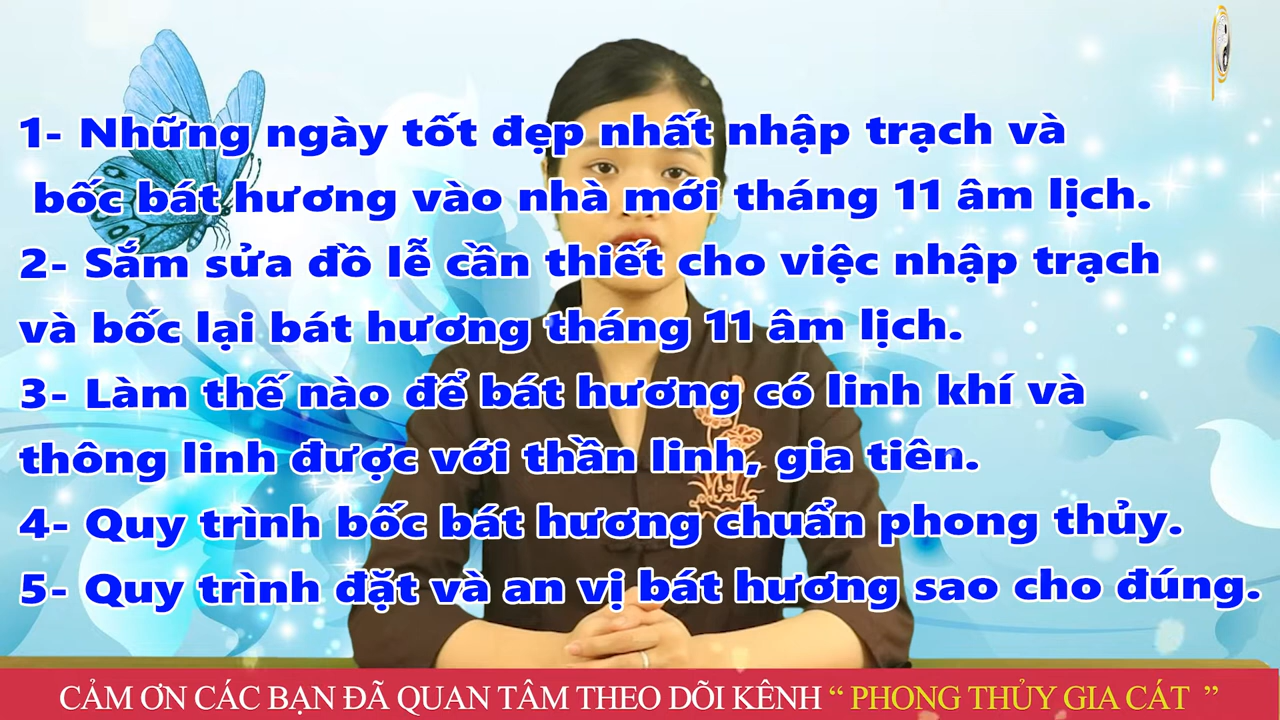 1- Những ngày tốt đẹp nhất nhập trạch và
bốc bát hương vào nhà mới tháng 11 âm lịch.
2- Sắm sửa đồ lễ cần thiết cho việc nhập trạch
và bốc lại bát hương tháng 11 âm lịch.
3- Làm thế nào để bát hương có linh khí và
thông linh được với thần linh, gia tiên.
4- Quy trình bốc bát hương chuẩn phong thủy.
5- Quy trình đặt và an vị bát hương sao cho đúng.
CẢM ƠN CÁC BẠN ĐÃ QUAN TÂM THEO DÕI KÊNH “ PHONG THỦY GIA CÁT ”